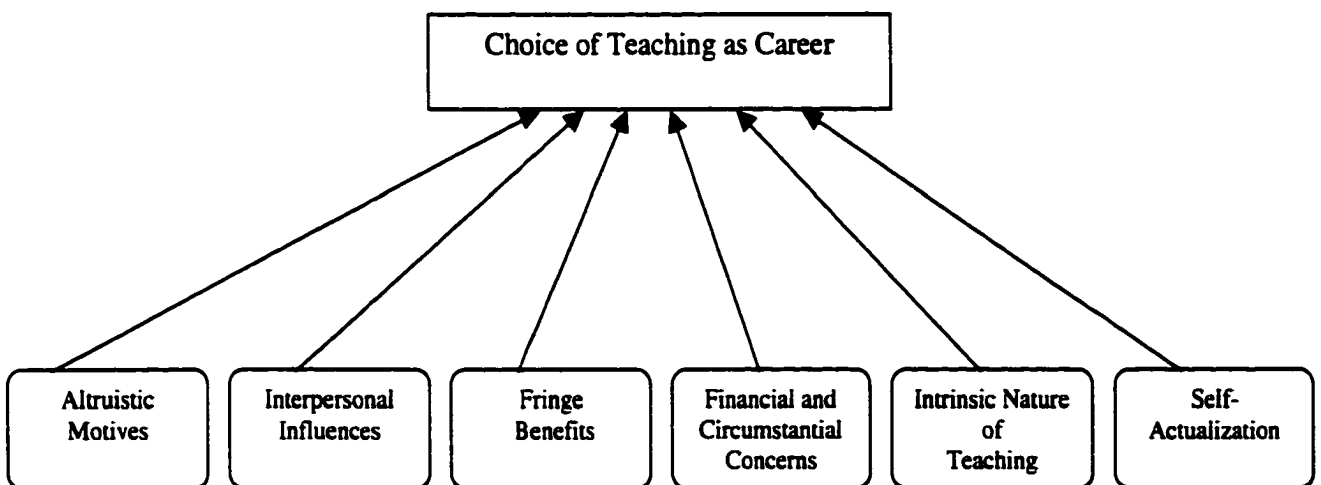 Choice of Teaching as Career
Altruistic
Motives
Interpersonal
Influences
Fringe
Benefits
Financial and
Circumstantial
Concerns
Intrinsic Nature
of
Teaching
Self-
Actualization